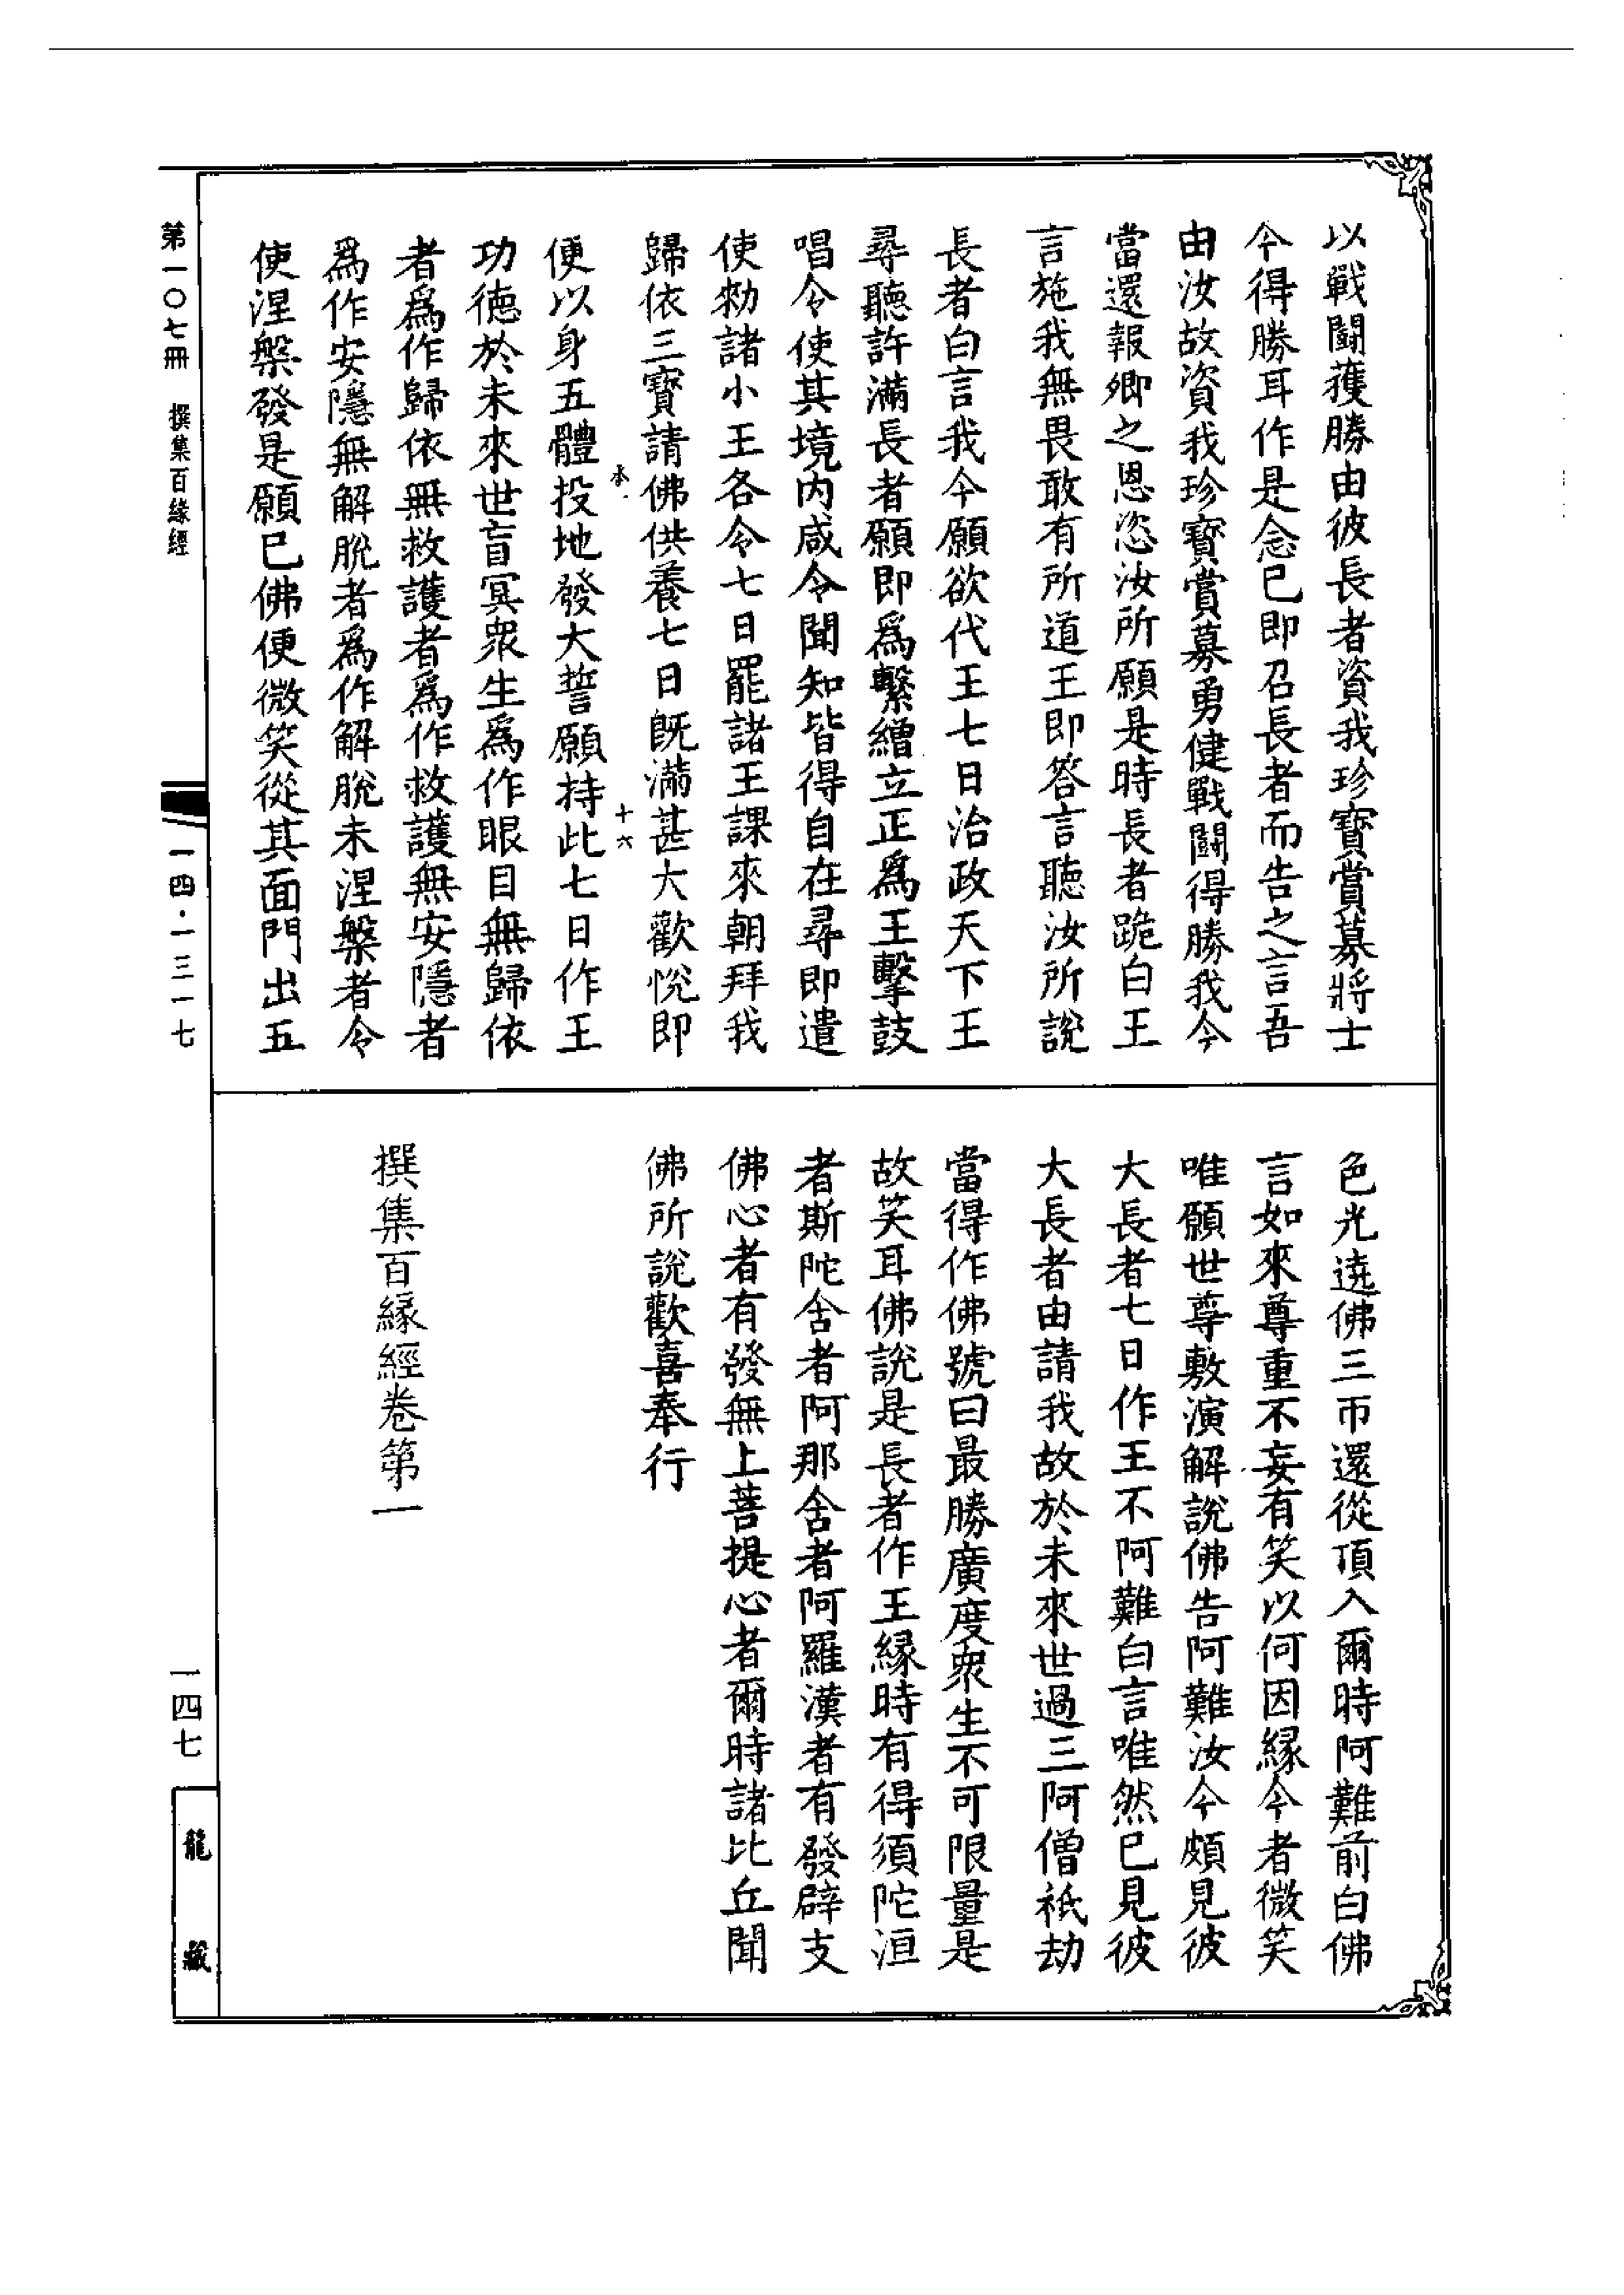 以戰鬪獲勝由彼長者資我珍寶賞募將士
今得勝耳作是念已即召長者而告之言吾
由汝故資我珍寶賞募勇健戰鬪得勝我今
當還報卿之恩恣汝所願是時長者跪白王
言施我無畏敢有所道王即答言聽汝所說
長者白言我今願欲代王七日治政天下王
尋聽許滿長者願即爲繫繒立正爲王擊鼓
唱令使其境内咸令聞知皆得自在尋即遣
使勑諸小王各令七日罷諸王課來朝拜我
歸依三寶請佛供養七日既滿甚大歡悅即
十六
便以身五體投地發大誓願持此七日作王
功德於未來世盲冥衆生爲作眼目無歸依
者爲作歸依無救護者爲作救護無安隱者
爲作安隱無解脫者爲作解脫未涅槃者令
使涅槃發是願已佛便微笑從其面門出五
色光遶佛三帀還從頂入爾時阿難前白佛
言如來尊重不妄有笑以何因緣今者微笑
唯願世尊敷演解說佛告阿難汝今頗見彼
大長者七日作王不阿難白言唯然已見彼
大長者由請我故於未來世過三阿僧祇劫
當得作佛號曰最勝廣度衆生不可限量是
故笑耳佛說是長者作王緣時有得須陀洹
者斯陀含者阿那含者阿羅漢者有發辟支
佛心者有發無上菩提心者爾時諸比丘聞
佛所說歡喜奉行
撰集百緣經卷第一
第一〇七冊　撰集百緣經
一四·一三一七
一四七
龍藏